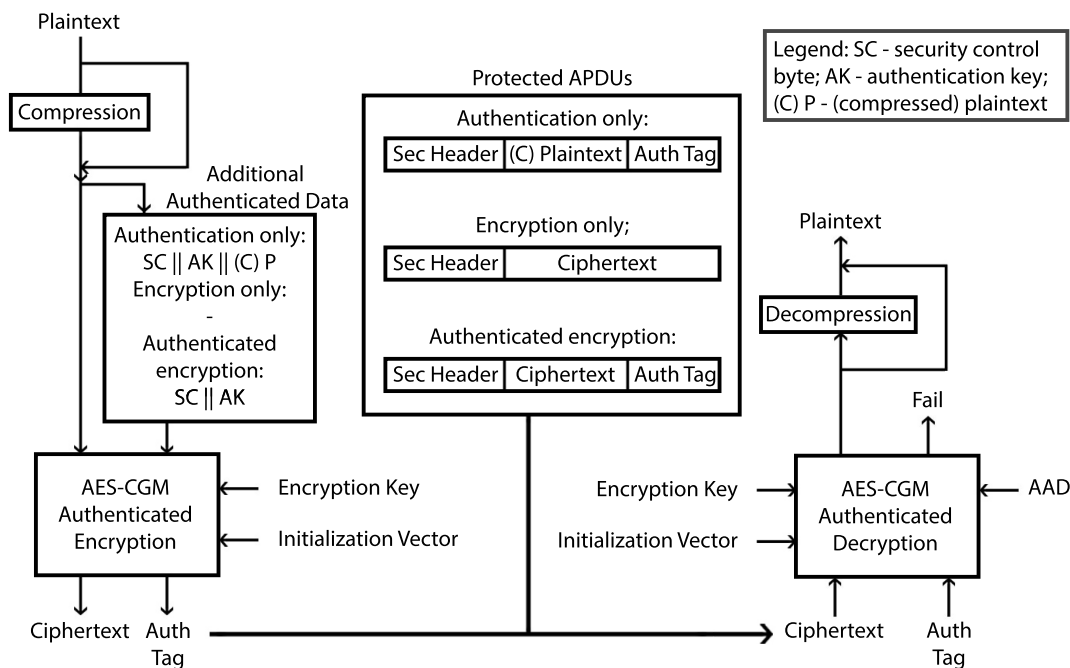 Plaintext
Compression
Additional
Authenticated Data
Authentication only:
SC || AK || (C) P
Encryption only:
-
Authenticated
encryption:
SC || AK
AES-CGM
Authenticated
Encryption
Encryption Key
Initialization Vector
Ciphertext
Auth
Tag
Protected APDUs
Authentication only:
Sec Header (C) Plaintext Auth Tag
Encryption only;
Sec Header Ciphertext
Authenticated encryption:
Sec Header Ciphertext Auth Tag
Legend: SC - security control
byte; AK - authentication key;
(C) P - (compressed) plaintext
Plaintext
Decompression
Fail
Encryption Key
Initialization Vector
AES-CGM
Authenticated
Decryption
AAD
Ciphertext
Auth
Tag